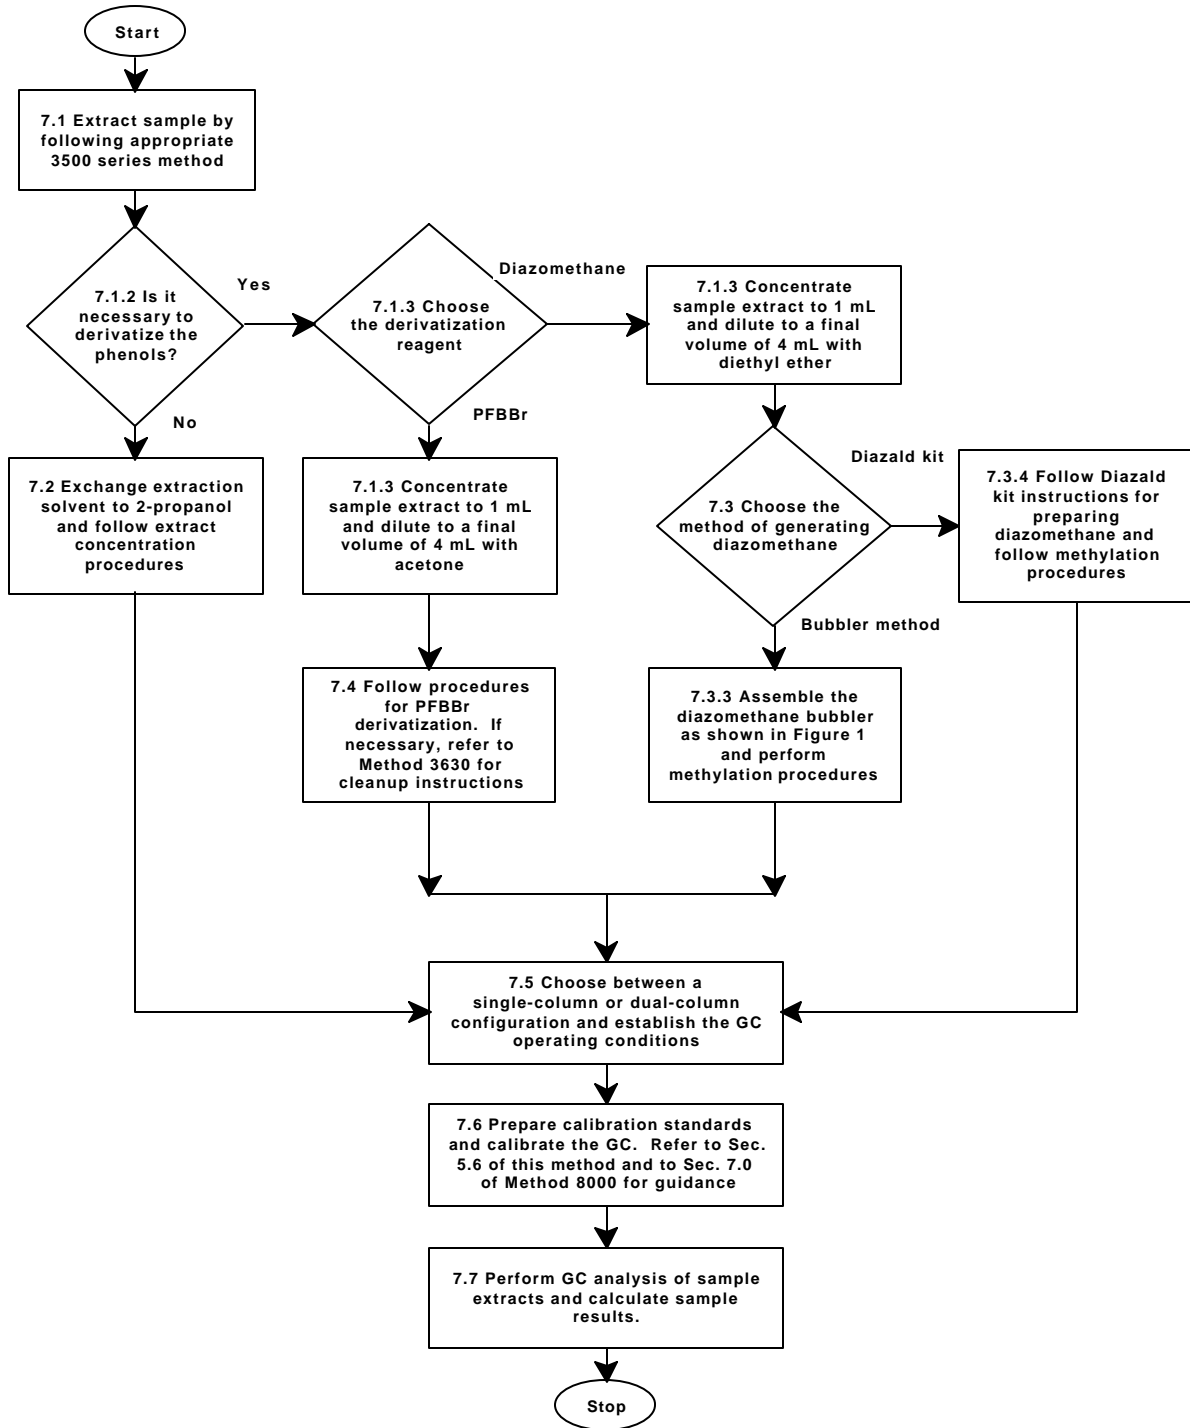 Start
7.1 Extract sample by
following appropriate
3500 series method
7.1.2 Is it
necessary to
derivatize the
phenols?
Yes
No
7.1.3 Choose
the derivatization
reagent
Diazomethane
PFBBr
7.1.3 Concentrate
sample extract to 1 mL
and dilute to a final
volume of 4 mL with
diethyl ether
7.2 Exchange extraction
solvent to 2-propanol
and follow extract
concentration
procedures
7.1.3 Concentrate
sample extract to 1 mL
and dilute to a final
volume of 4 mL with
acetone
7.3 Choose the
method of generating
diazomethane
Diazald kit
Bubbler method
7.3.4 Follow Diazald
kit instructions for
preparing
diazomethane and
follow methylation
procedures
7.4 Follow procedures
for PFBBr
derivatization. If
necessary, refer to
Method 3630 for
cleanup instructions
7.3.3 Assemble the
diazomethane bubbler
as shown in Figure 1
and perform
methylation procedures
7.5 Choose between a
single-column or dual-column
configuration and establish the GC
operating conditions
7.6 Prepare calibration standards
and calibrate the GC. Refer to Sec.
5.6 of this method and to Sec. 7.0
of Method 8000 for guidance
7.7 Perform GC analysis of sample
extracts and calculate sample
results.
Stop